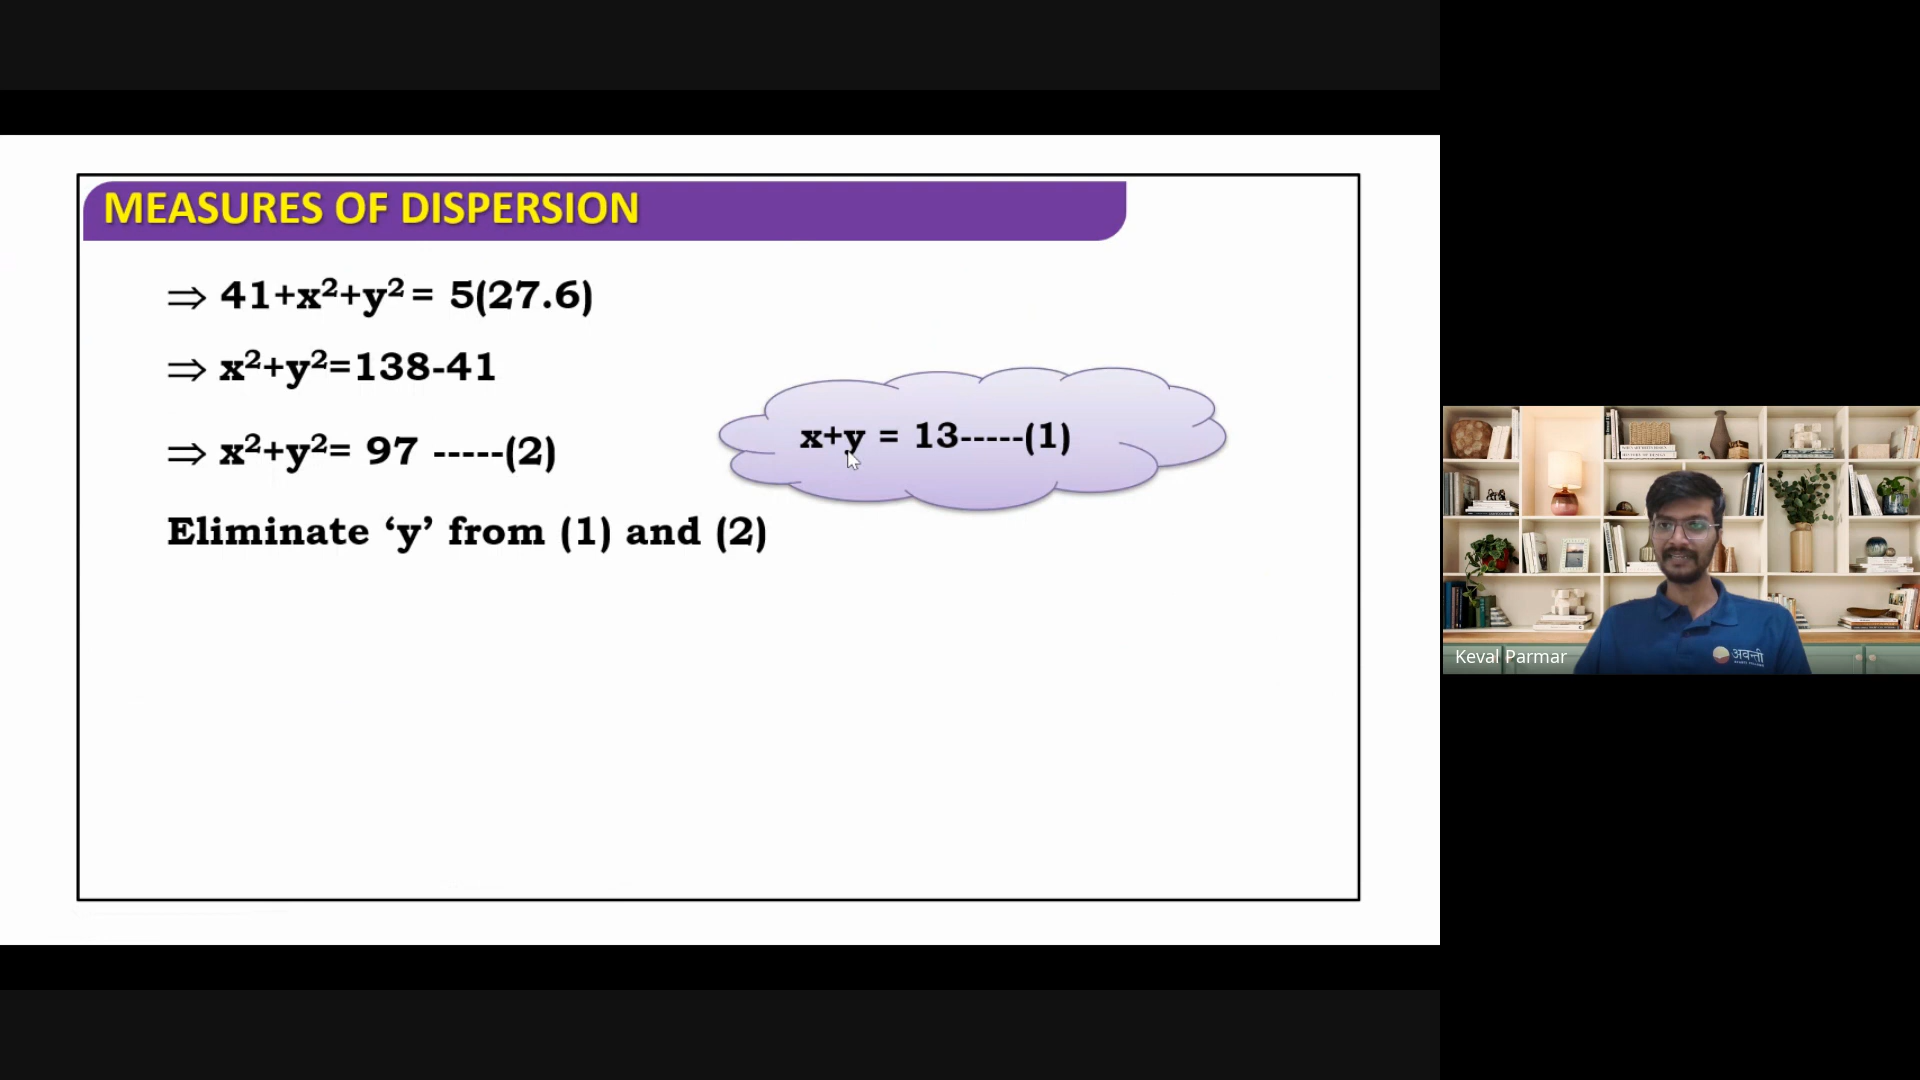 MEASURES OF DISPERSION
⇒ 41+x²+y² = 5(27.6)
⇒ x²+y²=138-41
⇒ x²+y²= 97 -----(2)
x+y = 13-----(1)
Eliminate ‘y’ from (1) and (2)
Keval Parmar
अवन्ती